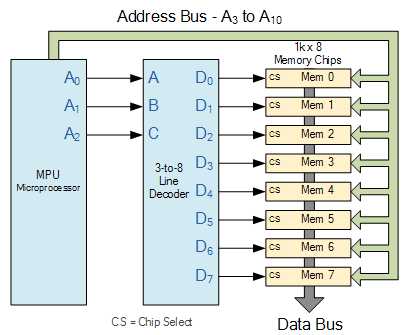 Address Bus - A3 to A10
1k x 8
Memory Chips
A0
A
D0
CS
Mem 0
A1
B
D1
CS
Mem 1
A2
C
D2
CS
Mem 2
MPU
Microprocessor
3-to-8
Line
Decoder
D3
CS
Mem 3
D4
CS
Mem 4
D5
CS
Mem 5
D6
CS
Mem 6
D7
CS
Mem 7
CS = Chip Select
Data Bus